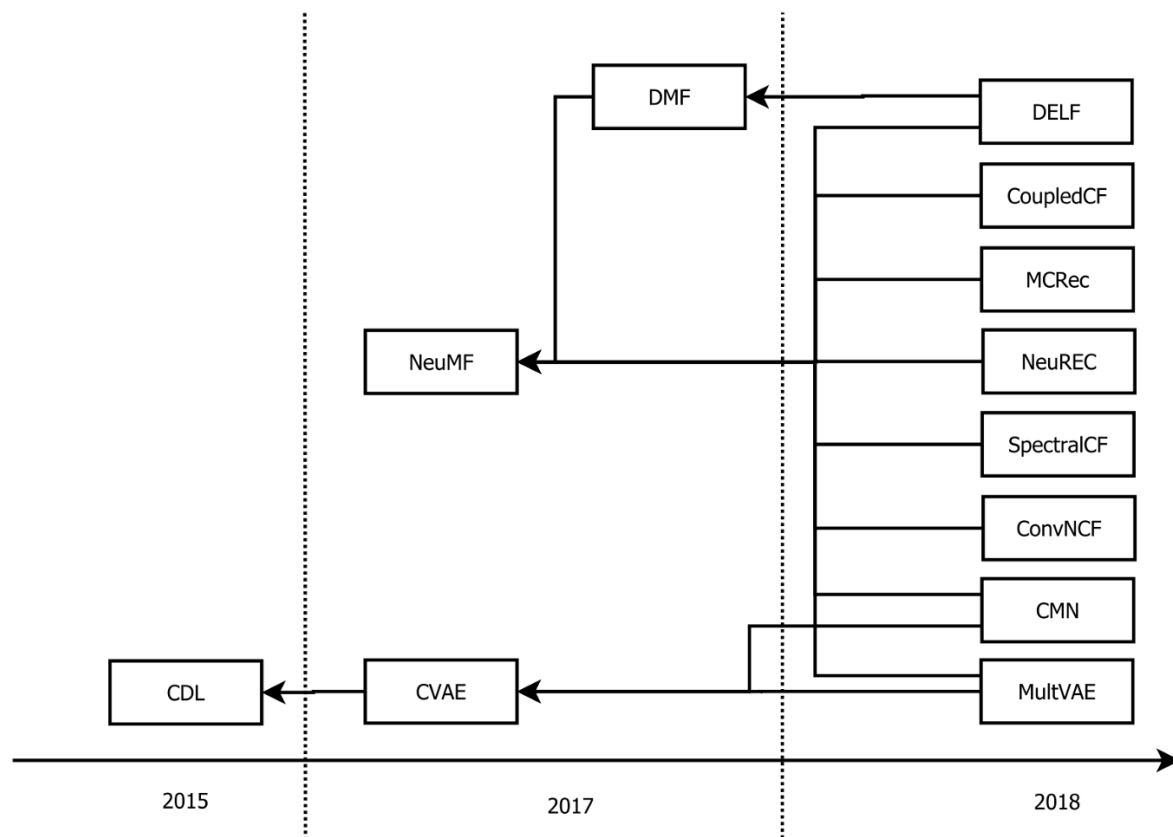 DMF
DELF
CoupledCF
MCRec
NeuMF
NeuREC
SpectralCF
ConvNCF
CMN
CDL
CVAE
MultVAE
2015
2017
2018